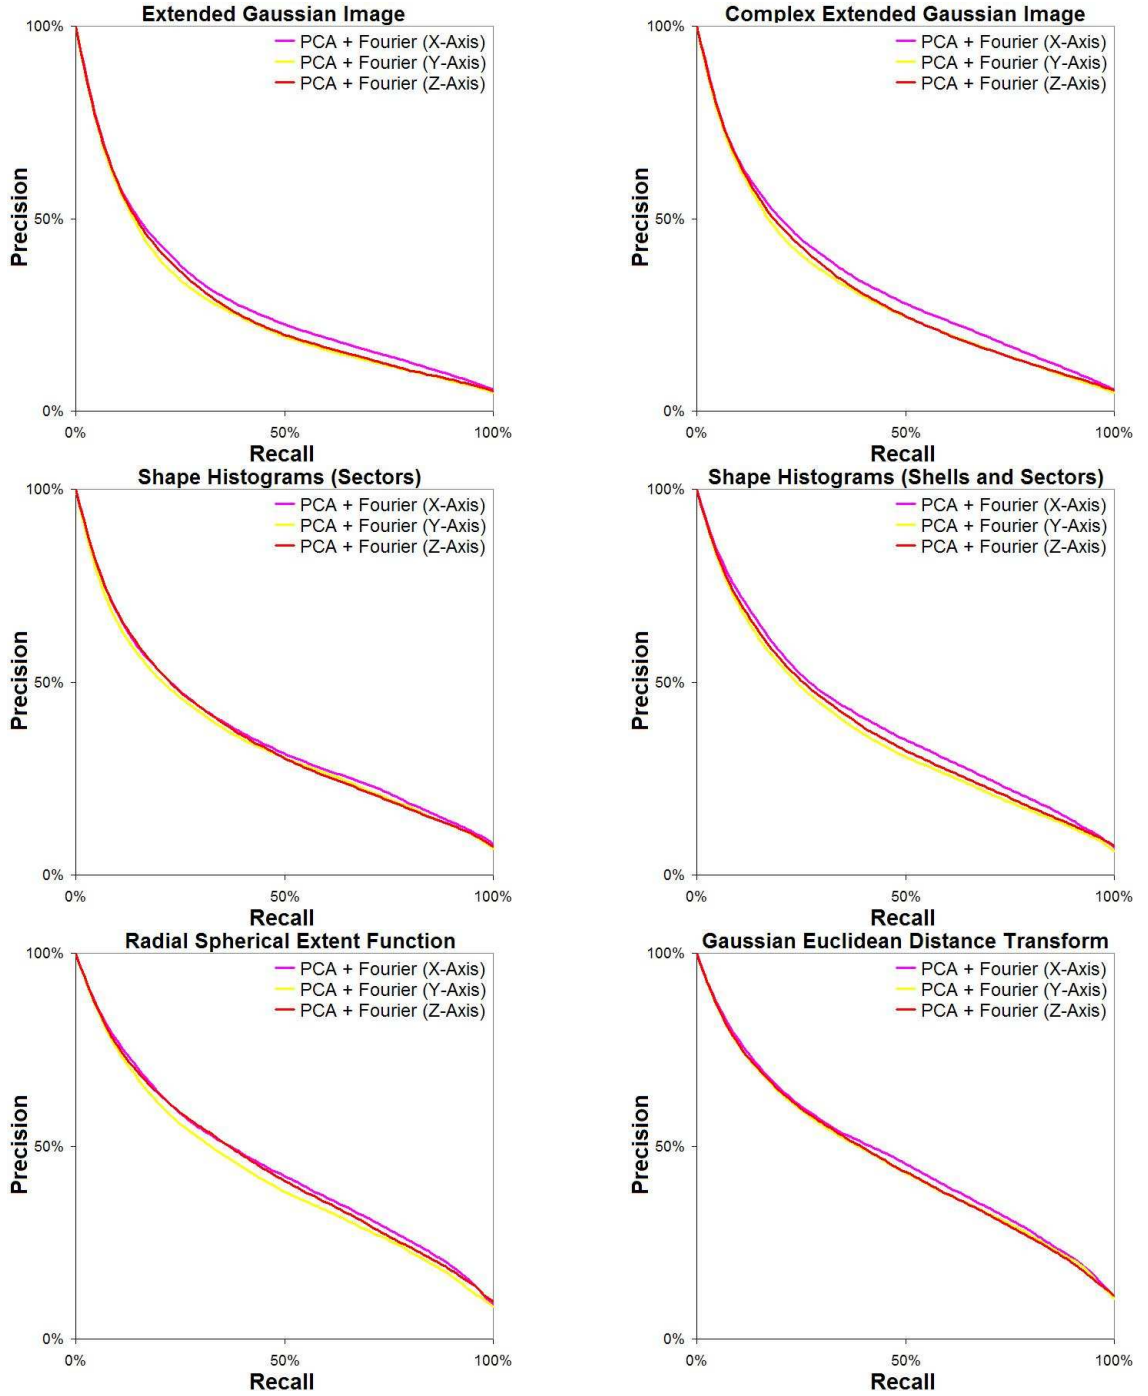 Extended Gaussian Image
100%
PCA + Fourier (X-Axis)
PCA + Fourier (Y-Axis)
PCA + Fourier (Z-Axis)
Precision
50%
0%
0%
50%
100%
Recall
Complex Extended Gaussian Image
100%
PCA + Fourier (X-Axis)
PCA + Fourier (Y-Axis)
PCA + Fourier (Z-Axis)
Precision
50%
0%
0%
50%
100%
Recall
Shape Histograms (Sectors)
100%
PCA + Fourier (X-Axis)
PCA + Fourier (Y-Axis)
PCA + Fourier (Z-Axis)
Precision
50%
0%
0%
50%
100%
Recall
Shape Histograms (Shells and Sectors)
100%
PCA + Fourier (X-Axis)
PCA + Fourier (Y-Axis)
PCA + Fourier (Z-Axis)
Precision
50%
0%
0%
50%
100%
Recall
Radial Spherical Extent Function
100%
PCA + Fourier (X-Axis)
PCA + Fourier (Y-Axis)
PCA + Fourier (Z-Axis)
Precision
50%
0%
0%
50%
100%
Recall
Gaussian Euclidean Distance Transform
100%
PCA + Fourier (X-Axis)
PCA + Fourier (Y-Axis)
PCA + Fourier (Z-Axis)
Precision
50%
0%
0%
50%
100%
Recall